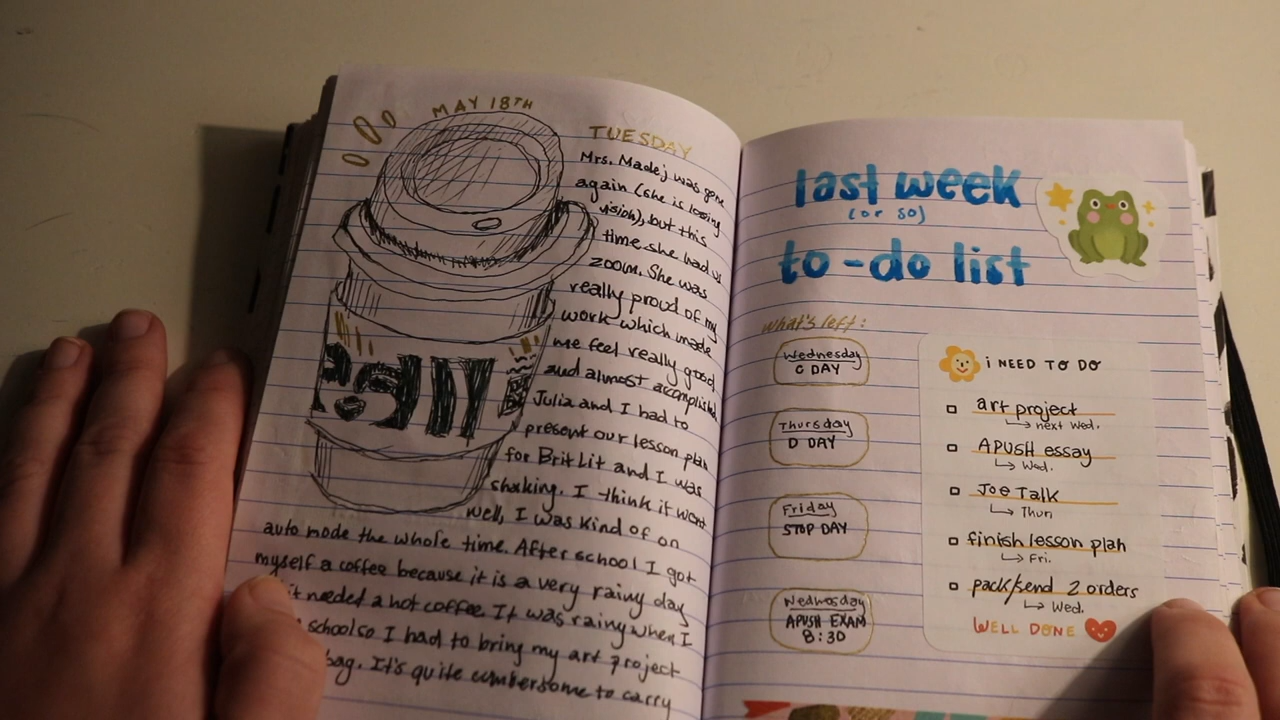 MAY 18TH
TUESDAY
Mrs. Madej was gone
again (she is losing
vision), but this
time she had us
zoom. She was
really proud of my
work which made
me feel really good
and almost accomplished.
Julia and I had to
present our lesson plan
for Brit Lit and I was
shaking. I think it went
well, I was kind of on
auto mode the whole time. After school I got
myself a coffee because it is a very rainy day
it needed a hot coffee. It was rainy when I
school so I had to bring my art project
bag. It's quite cumbersome to carry
last week
(or so)
to-do list
what's left:
Wednesday
C DAY
Thursday
D DAY
Friday
STOP DAY
Wednesday
APUSH EXAM
8:30
i NEED TO DO
art project
next Wed.
APUSH essay
Wed.
Joe Talk
Thur.
finish lesson plan
Fri.
pack/send 2 orders
Wed.
WELL DONE